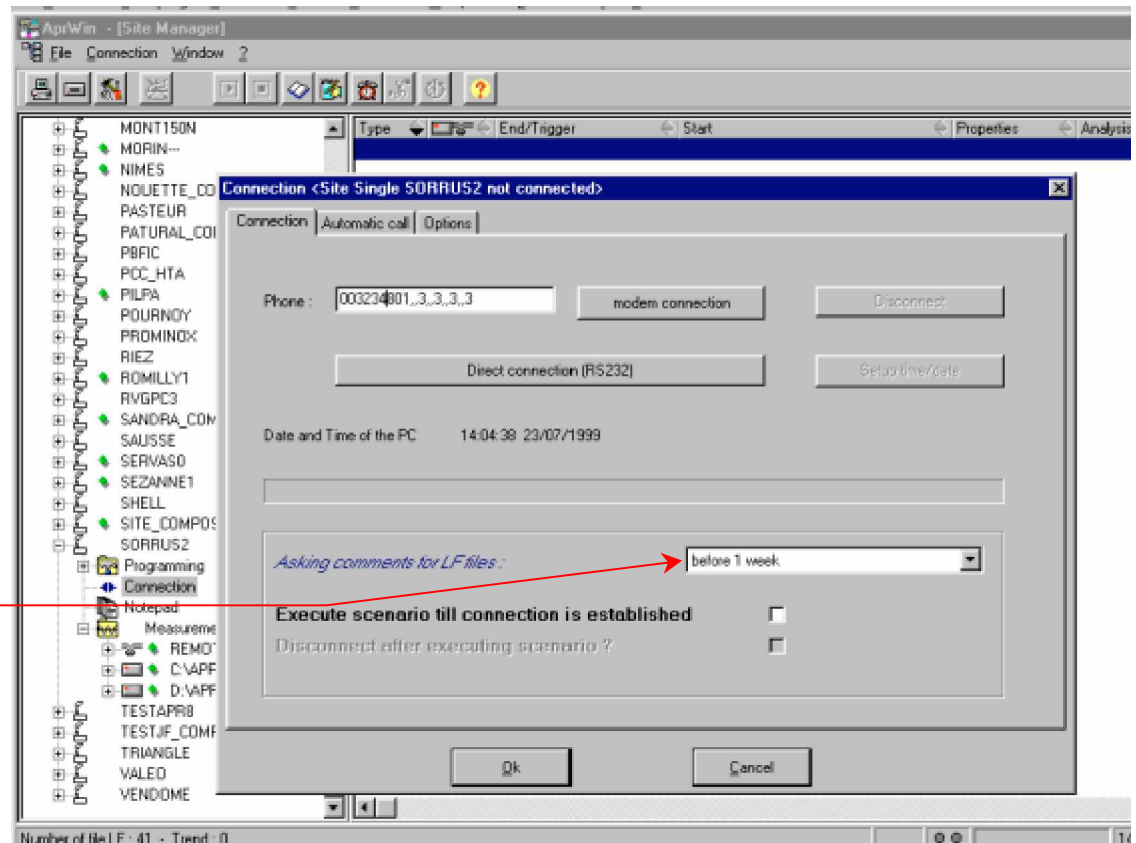 AprWin - [Site Manager]
File Connection Window ?
Type End/Trigger Start Properties Analysis
MONT150N
MORIN---
NIMES
NOUETTE_CO
PASTEUR
PATURAL_COI
PBFIC
PCC_HTA
PILPA
POURNOY
PROMINOX
RIEZ
ROMILLY1
RVGPC3
SANDRA_COM
SAUSSE
SERVAS0
SEZANNE1
SHELL
SITE_COMPOS
SORRUS2
Programming
Connection
Notepad
Measureme
REMO
C:\APF
D:\APF
TESTAPR8
TESTJF_COMF
TRIANGLE
VALEO
VENDOME
Connection <Site Single SORRUS2 not connected>
Connection Automatic call Options
Phone : 003234801,,3,,3,,3,,3 modem connection Disconnect
Direct connection (RS232) Setup time/date
Date and Time of the PC 14:04:38 23/07/1999
Asking comments for LF files : before 1 week
Execute scenario till connection is established
Disconnect after executing scenario ?
Ok Cancel
Number of file LF : 41 - Trend : 0